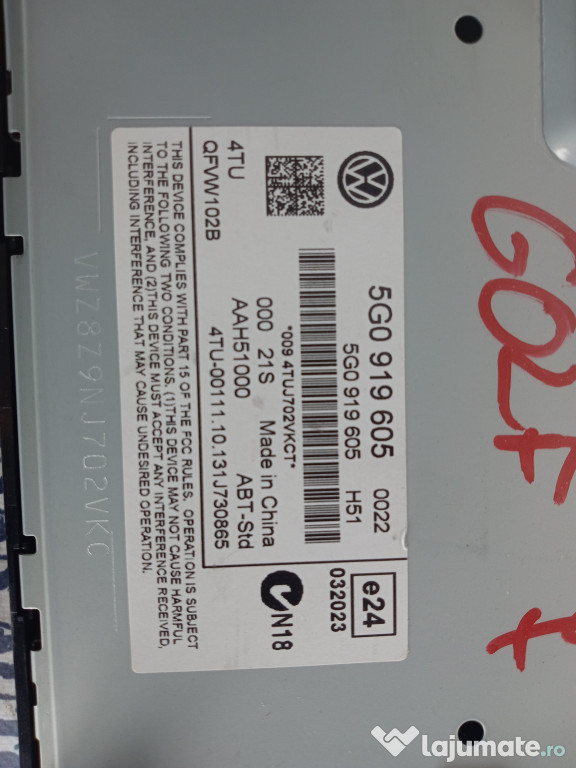 5G0 919 605 0022
5G0 919 605 H51
*009 4TUJ702VKCT*
000 21S Made in China
AAH51000 ABT-Std
4TU-00111.10.131J730865
4TU
QFVW102B
e24
032023
N18
THIS DEVICE COMPLIES WITH PART 15 OF THE FCC RULES. OPERATION IS SUBJECT
TO THE FOLLOWING TWO CONDITIONS. (1)THIS DEVICE MAY NOT CAUSE HARMFUL
INTERFERENCE, AND (2)THIS DEVICE MUST ACCEPT ANY INTERFERENCE RECEIVED,
INCLUDING INTERFERENCE THAT MAY CAUSE UNDESIRED OPERATION.
VWZ8Z9NJ702VKC
GOLF
lajumate.ro